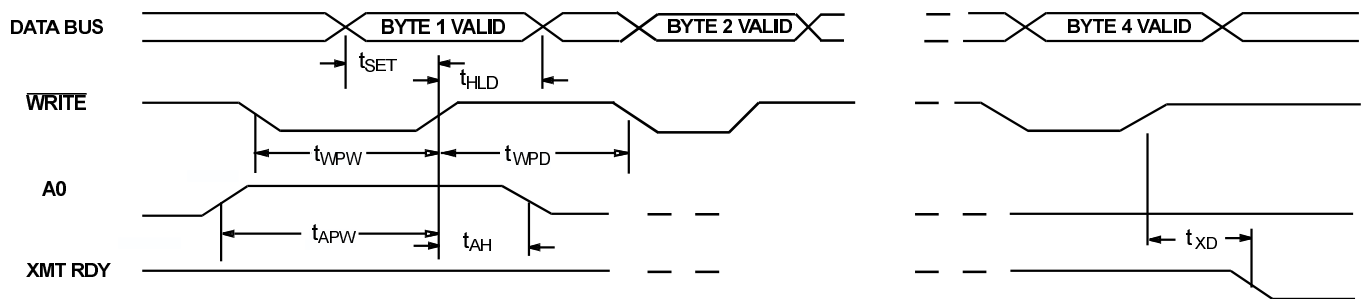 DATA BUS BYTE 1 VALID BYTE 2 VALID BYTE 4 VALID
tSET
tHLD
WRITE
tWPW tWPD
A0
tAPW tAH tXD
XMT RDY